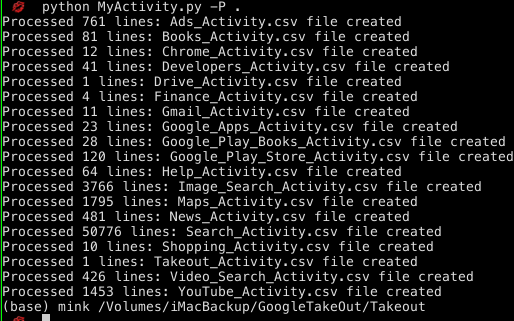 python MyActivity.py -P .
Processed 761 lines: Ads_Activity.csv file created
Processed 81 lines: Books_Activity.csv file created
Processed 12 lines: Chrome_Activity.csv file created
Processed 41 lines: Developers_Activity.csv file created
Processed 1 lines: Drive_Activity.csv file created
Processed 4 lines: Finance_Activity.csv file created
Processed 11 lines: Gmail_Activity.csv file created
Processed 23 lines: Google_Apps_Activity.csv file created
Processed 28 lines: Google_Play_Books_Activity.csv file created
Processed 120 lines: Google_Play_Store_Activity.csv file created
Processed 64 lines: Help_Activity.csv file created
Processed 3766 lines: Image_Search_Activity.csv file created
Processed 1795 lines: Maps_Activity.csv file created
Processed 481 lines: News_Activity.csv file created
Processed 50776 lines: Search_Activity.csv file created
Processed 10 lines: Shopping_Activity.csv file created
Processed 1 lines: Takeout_Activity.csv file created
Processed 426 lines: Video_Search_Activity.csv file created
Processed 1453 lines: YouTube_Activity.csv file created
(base) mink /Volumes/iMacBackup/GoogleTakeOut/Takeout